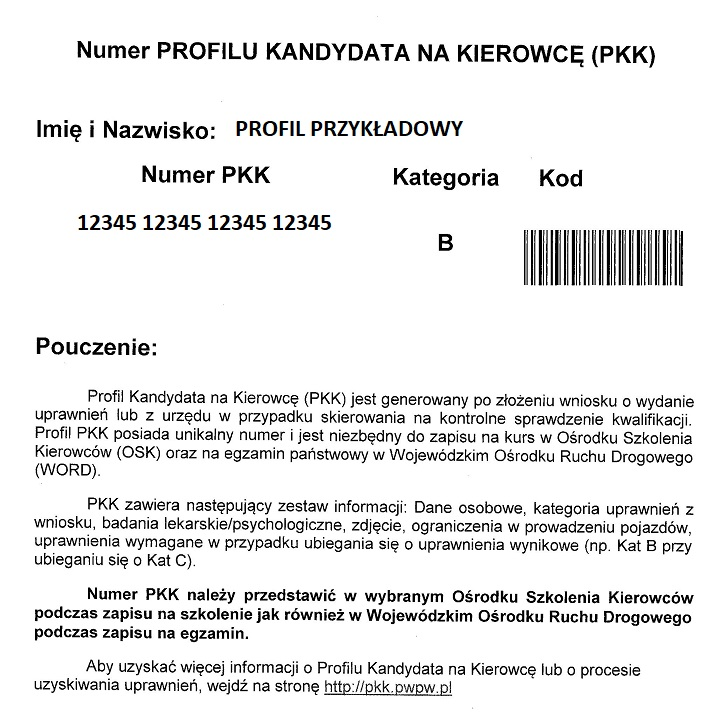 Numer PROFILU KANDYDATA NA KIEROWCĘ (PKK)
Imię i Nazwisko: PROFIL PRZYKŁADOWY
Numer PKK Kategoria Kod
12345 12345 12345 12345
B
Pouczenie:
Profil Kandydata na Kierowcę (PKK) jest generowany po złożeniu wniosku o wydanie
uprawnień lub z urzędu w przypadku skierowania na kontrolne sprawdzenie kwalifikacji.
Profil PKK posiada unikalny numer i jest niezbędny do zapisu na kurs w Ośrodku Szkolenia
Kierowców (OSK) oraz na egzamin państwowy w Wojewódzkim Ośrodku Ruchu Drogowego
(WORD).
PKK zawiera następujący zestaw informacji: Dane osobowe, kategoria uprawnień z
wniosku, badania lekarskie/psychologiczne, zdjęcie, ograniczenia w prowadzeniu pojazdów,
uprawnienia wymagane w przypadku ubiegania się o uprawnienia wynikowe (np. Kat B przy
ubieganiu się o Kat C).
Numer PKK należy przedstawić w wybranym Ośrodku Szkolenia Kierowców
podczas zapisu na szkolenie jak również w Wojewódzkim Ośrodku Ruchu Drogowego
podczas zapisu na egzamin.
Aby uzyskać więcej informacji o Profilu Kandydata na Kierowcę lub o procesie
uzyskiwania uprawnień, wejdź na stronę http://pkk.pwpw.pl